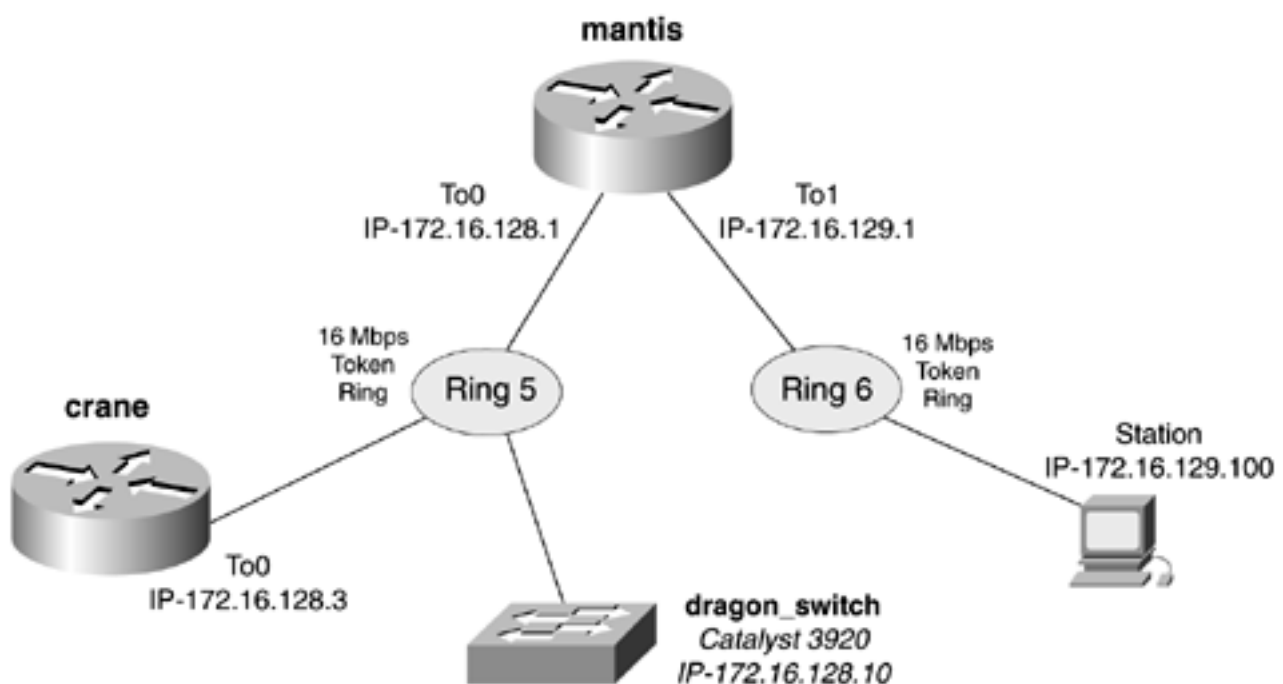 mantis
To0
IP-172.16.128.1
To1
IP-172.16.129.1
16 Mbps
Token
Ring
Ring 5
Ring 6
16 Mbps
Token
Ring
crane
To0
IP-172.16.128.3
Station
IP-172.16.129.100
dragon_switch
Catalyst 3920
IP-172.16.128.10